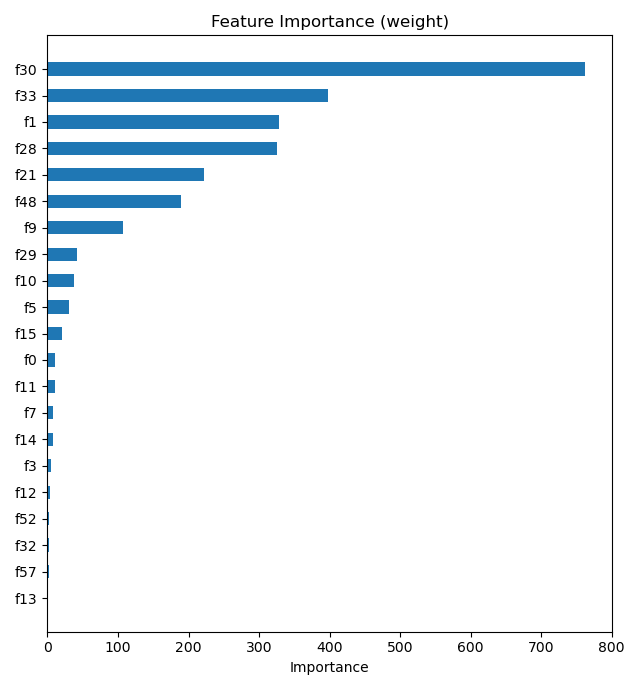 Feature Importance (weight)
f30
f33
f1
f28
f21
f48
f9
f29
f10
f5
f15
f0
f11
f7
f14
f3
f12
f52
f32
f57
f13
0 100 200 300 400 500 600 700 800
Importance